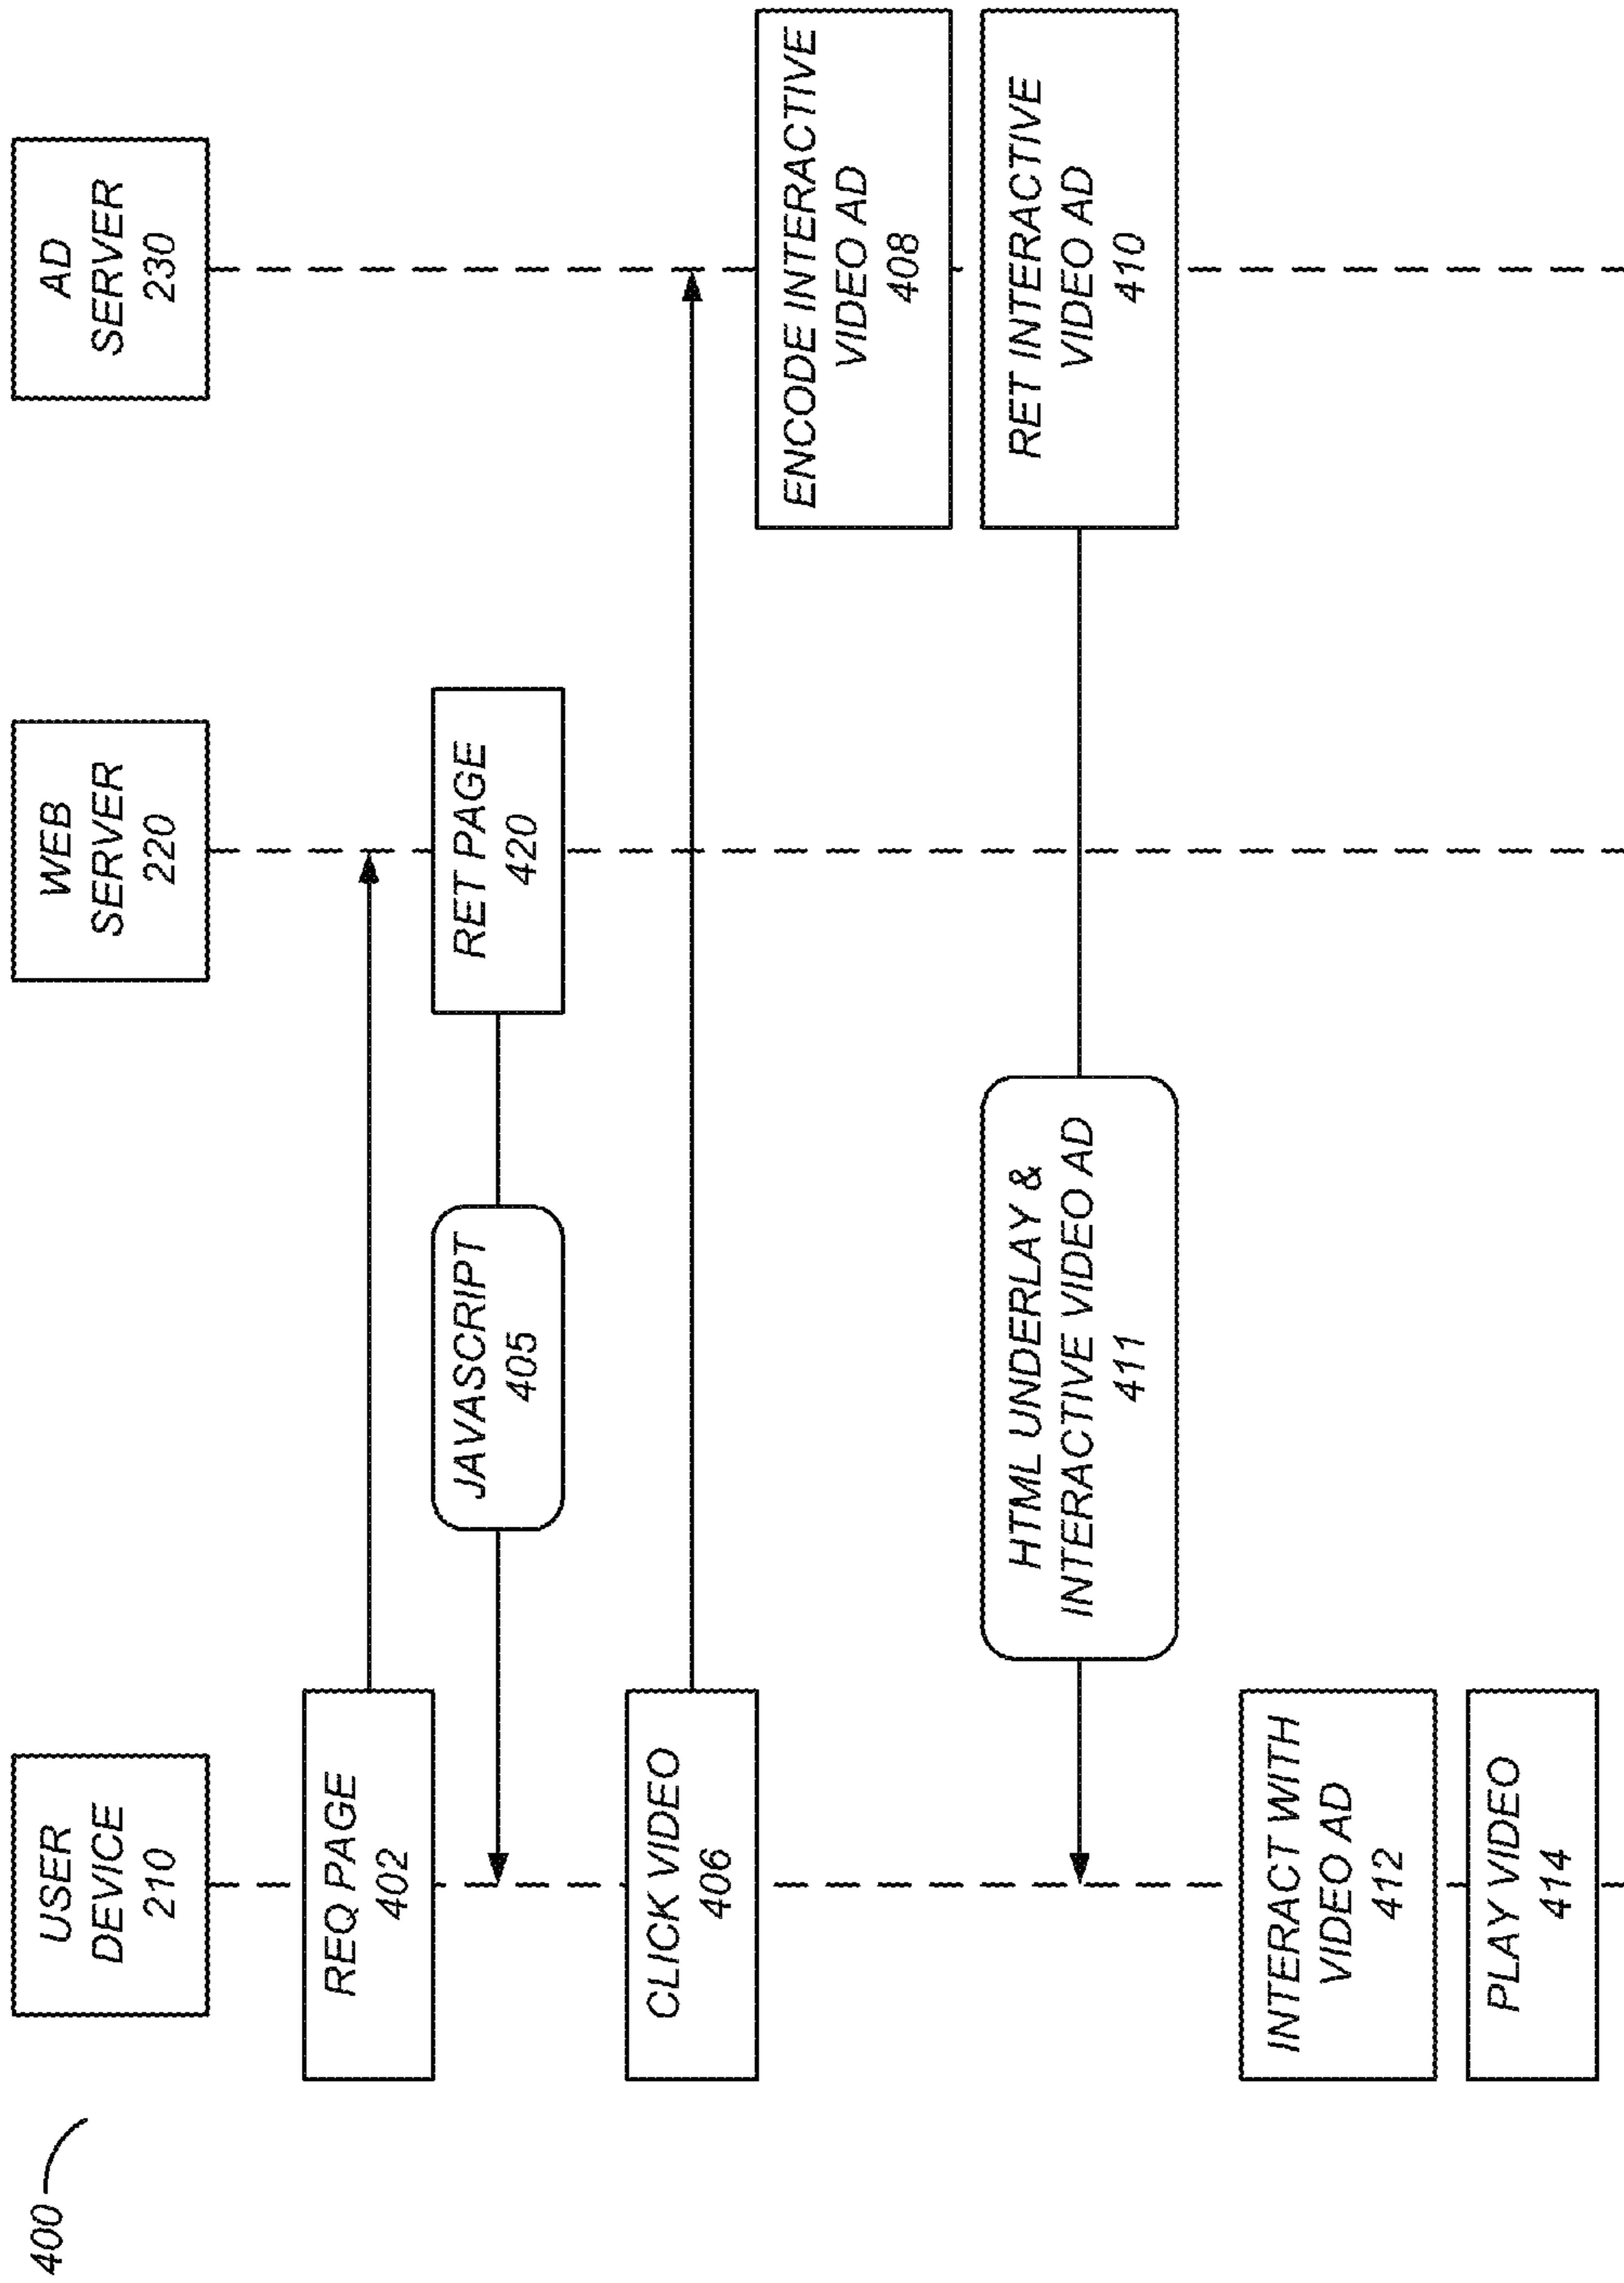 400
USER
DEVICE
210
WEB
SERVER
220
AD
SERVER
230
REQ PAGE
402
JAVASCRIPT
405
RET PAGE
420
CLICK VIDEO
406
ENCODE INTERACTIVE
VIDEO AD
408
HTML UNDERLAY &
INTERACTIVE VIDEO AD
411
RET INTERACTIVE
VIDEO AD
410
INTERACT WITH
VIDEO AD
412
PLAY VIDEO
414